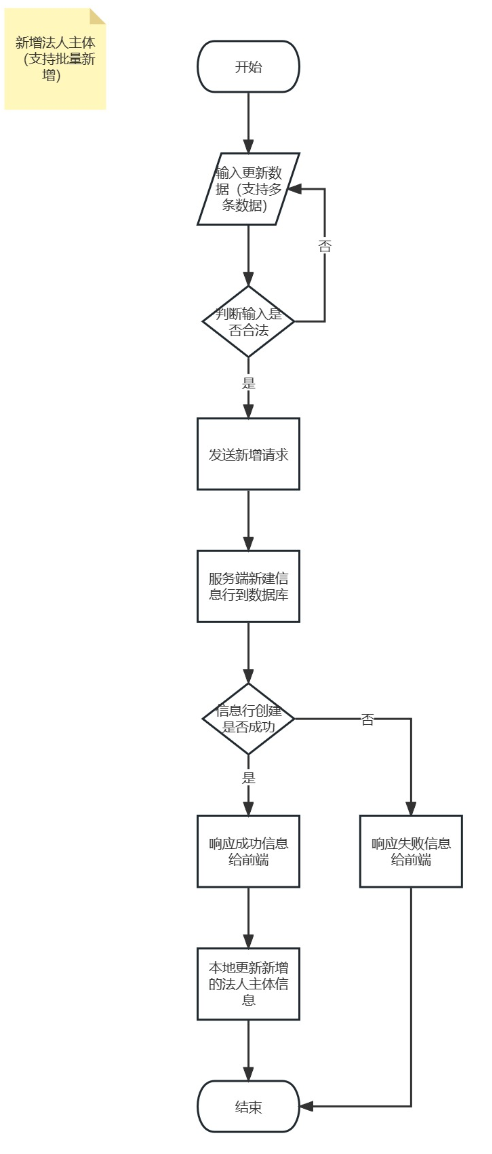 新增法人主体
（支持批量新
增）
开始
输入更新数
据（支持多
条数据）
否
判断输入是
否合法
是
发送新增请求
服务端新建信
息行到数据库
信息行创建
是否成功
否
是
响应成功信息
给前端
响应失败信息
给前端
本地更新新增
的法人主体信
息
结束